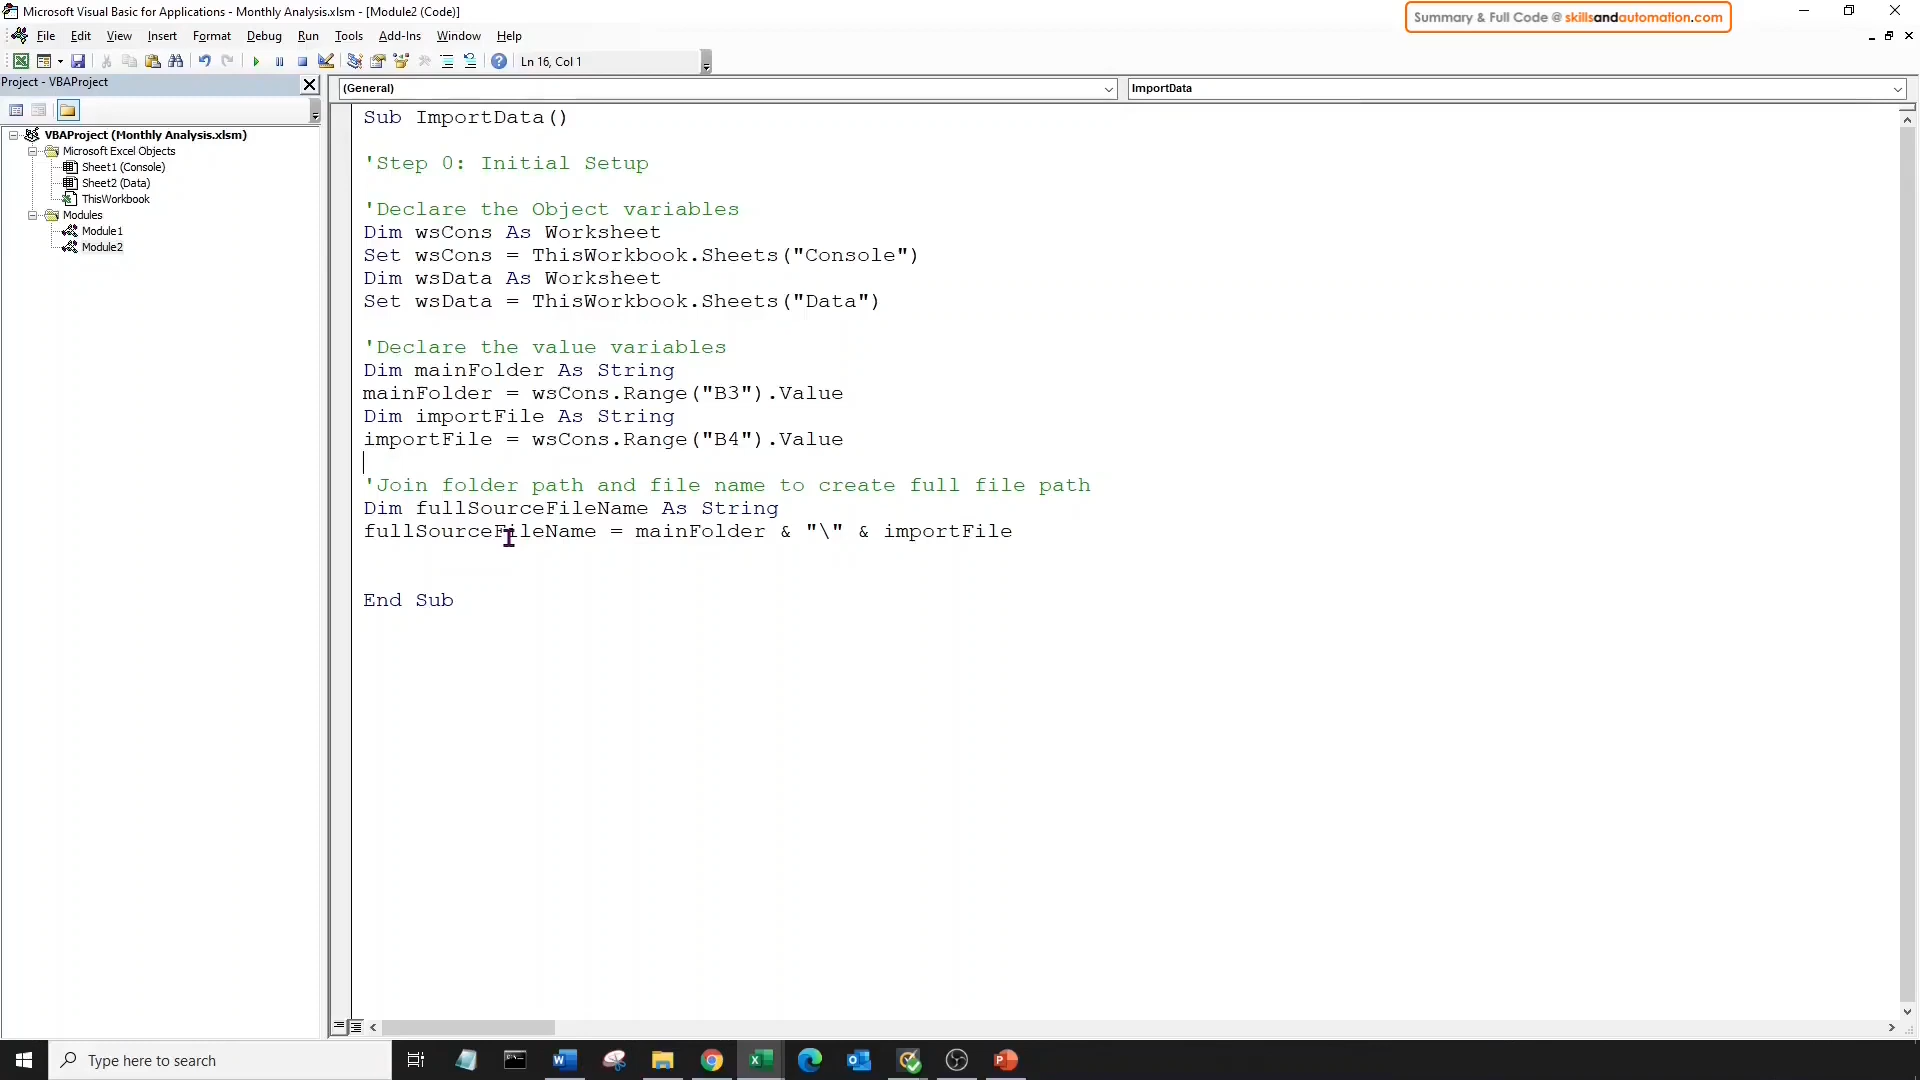 Microsoft Visual Basic for Applications - Monthly Analysis.xlsm - [Module2 (Code)]
Summary & Full Code @ skillsandautomation.com
File Edit View Insert Format Debug Run Tools Add-Ins Window Help
Ln 16, Col 1
Project - VBAProject
(General)
ImportData
VBAProject (Monthly Analysis.xlsm)
Microsoft Excel Objects
Sheet1 (Console)
Sheet2 (Data)
ThisWorkbook
Modules
Module1
Module2
Sub ImportData()
'Step 0: Initial Setup
'Declare the Object variables
Dim wsCons As Worksheet
Set wsCons = ThisWorkbook.Sheets("Console")
Dim wsData As Worksheet
Set wsData = ThisWorkbook.Sheets("Data")
'Declare the value variables
Dim mainFolder As String
mainFolder = wsCons.Range("B3").Value
Dim importFile As String
importFile = wsCons.Range("B4").Value
'Join folder path and file name to create full file path
Dim fullSourceFileName As String
fullSourceFileName = mainFolder & "\" & importFile
End Sub
Type here to search